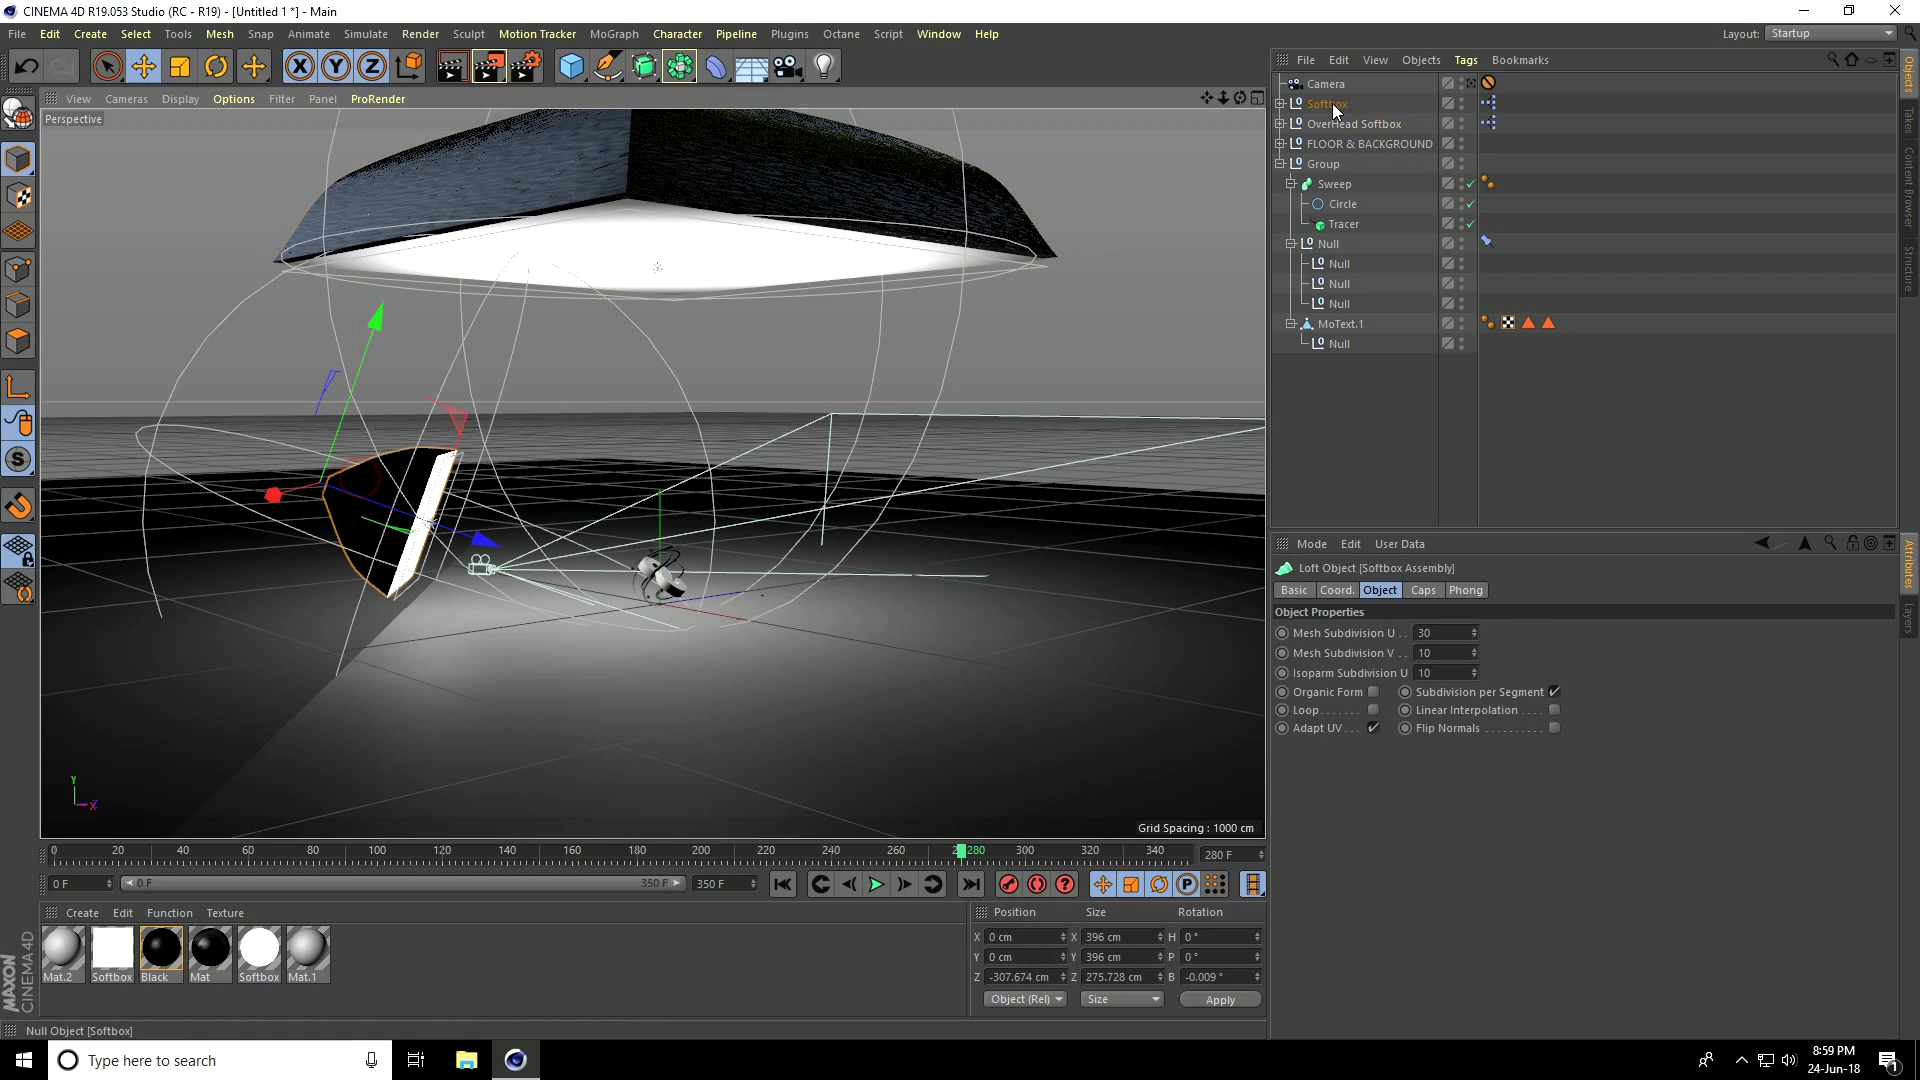 CINEMA 4D R19.053 Studio (RC - R19) - [Untitled 1 *] - Main
File Edit Create Select Tools Mesh Snap Animate Simulate Render Sculpt Motion Tracker MoGraph Character Pipeline Plugins Octane Script Window Help
Layout: Startup
File Edit View Objects Tags Bookmarks
View Cameras Display Options Filter Panel ProRender
Perspective
Camera
Softbox
OverHead Softbox
FLOOR & BACKGROUND
Group
Sweep
Circle
Tracer
Null
Null
Null
Null
MoText.1
Null
Objects
Takes
Content Browser
Structure
Mode Edit User Data
Loft Object [Softbox Assembly]
Basic Coord. Object Caps Phong
Object Properties
Mesh Subdivision U . . 30
Mesh Subdivision V . . 10
Isoparm Subdivision U 10
Organic Form Subdivision per Segment
Loop. . . . . . . Linear Interpolation . . . .
Adapt UV . . . Flip Normals . . . . . . . . . .
Attributes
Layers
Y
X
Grid Spacing : 1000 cm
0 20 40 60 80 100 120 140 160 180 200 220 240 260 280 300 320 340 280 F
0 F 0 F 350 F 350 F
Create Edit Function Texture
Mat.2 Softbox Black Mat Softbox Mat.1
Position Size Rotation
X 0 cm X 396 cm H 0 °
Y 0 cm Y 396 cm P 0 °
Z -307.674 cm Z 275.728 cm B -0.009 °
Object (Rel) Size Apply
MAXON
CINEMA 4D
Null Object [Softbox]
Type here to search
8:59 PM
24-Jun-18
1